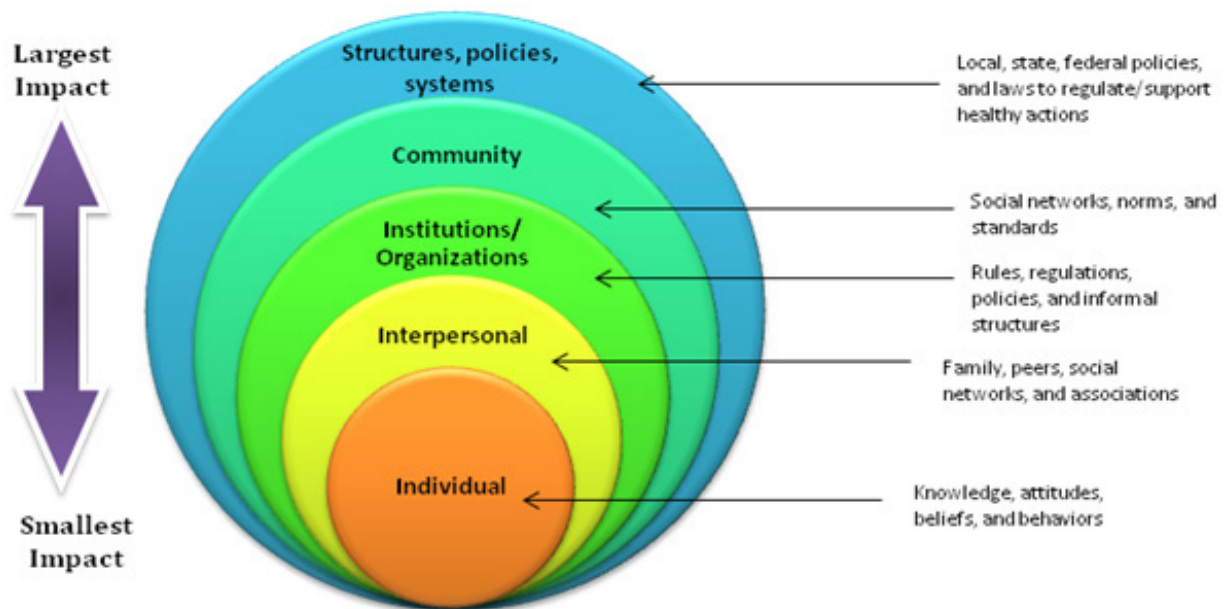 Largest
Impact
Smallest
Impact
Structures, policies,
systems
Community
Institutions/
Organizations
Interpersonal
Individual
Local, state, federal policies,
and laws to regulate/support
healthy actions
Social networks, norms, and
standards
Rules, regulations,
policies, and informal
structures
Family, peers, social
networks, and associations
Knowledge, attitudes,
beliefs, and behaviors